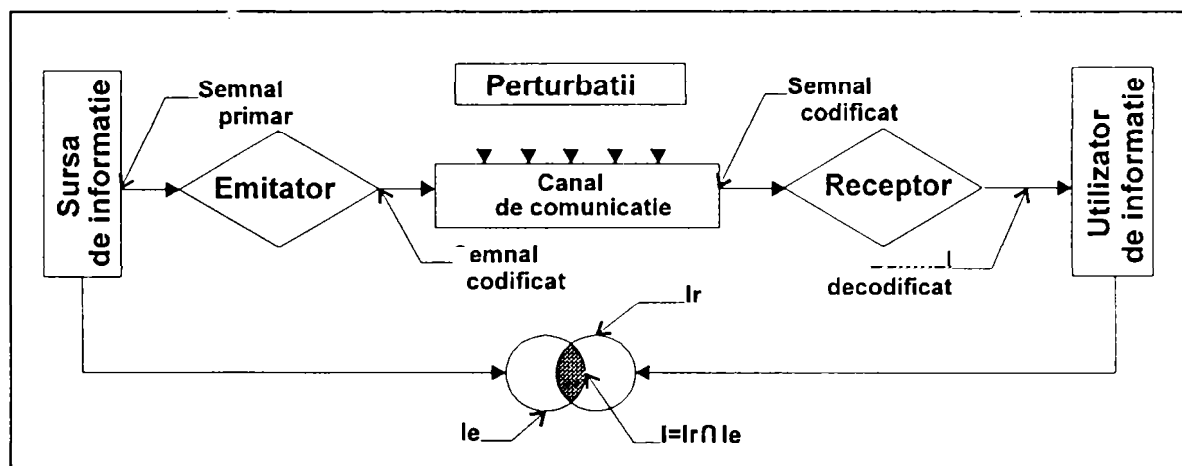 Sursa
de informatie
Semnal
primar
Emitator
Perturbatii
Canal
de comunicatie
codificat
Semnal
codificat
Receptor
decodificat
Utilizator
de informatie
Ir
Ie
I=Ir∩Ie